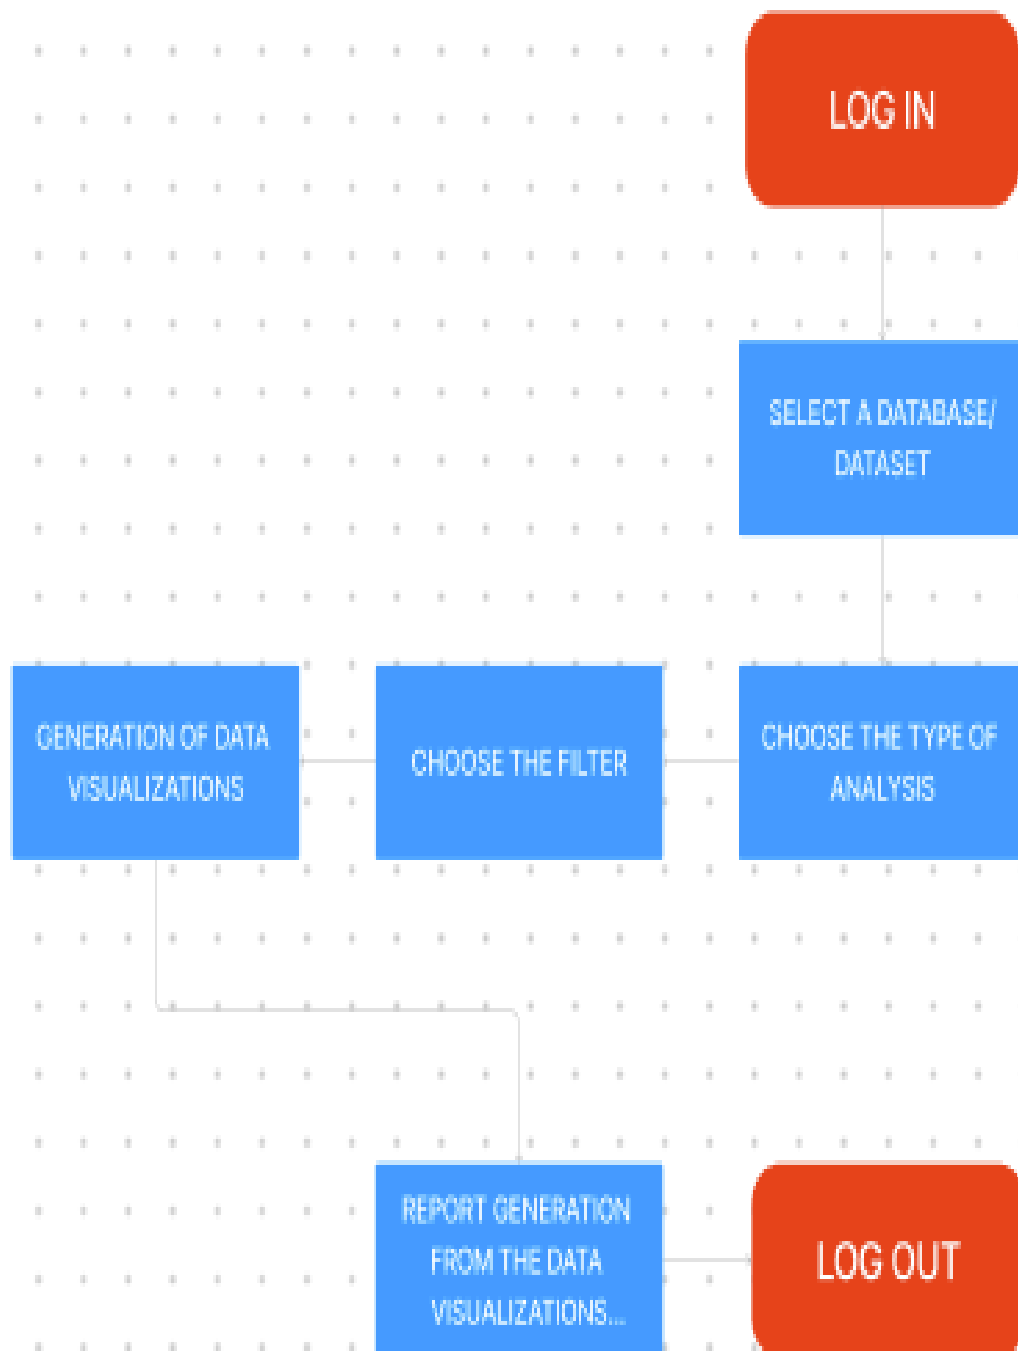 LOG IN
SELECT A DATABASE/
DATASET
CHOOSE THE TYPE OF
ANALYSIS
CHOOSE THE FILTER
GENERATION OF DATA
VISUALIZATIONS
REPORT GENERATION
FROM THE DATA
VISUALIZATIONS...
LOG OUT